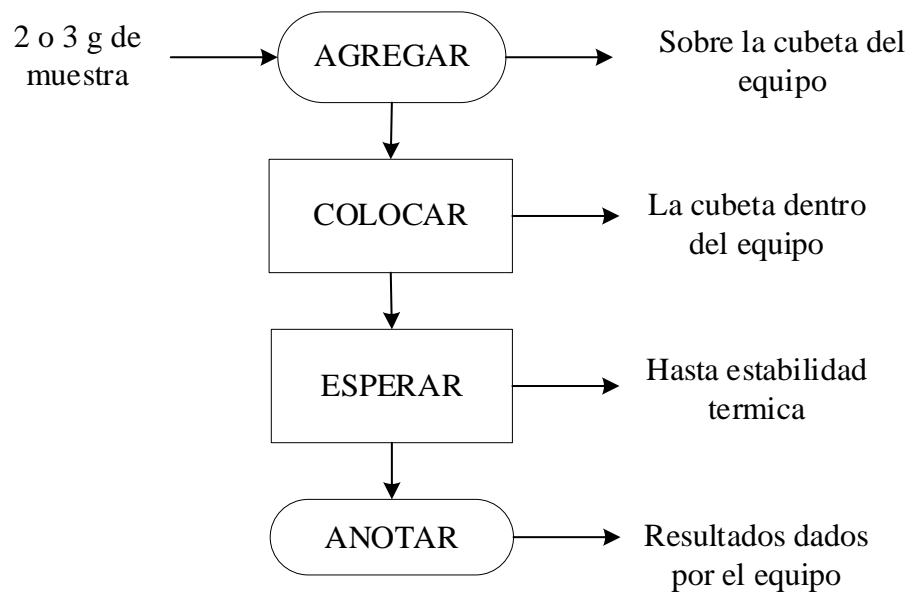 2 o 3 g de
muestra
AGREGAR
Sobre la cubeta del
equipo
COLOCAR
La cubeta dentro
del equipo
ESPERAR
Hasta estabilidad
termica
ANOTAR
Resultados dados
por el equipo